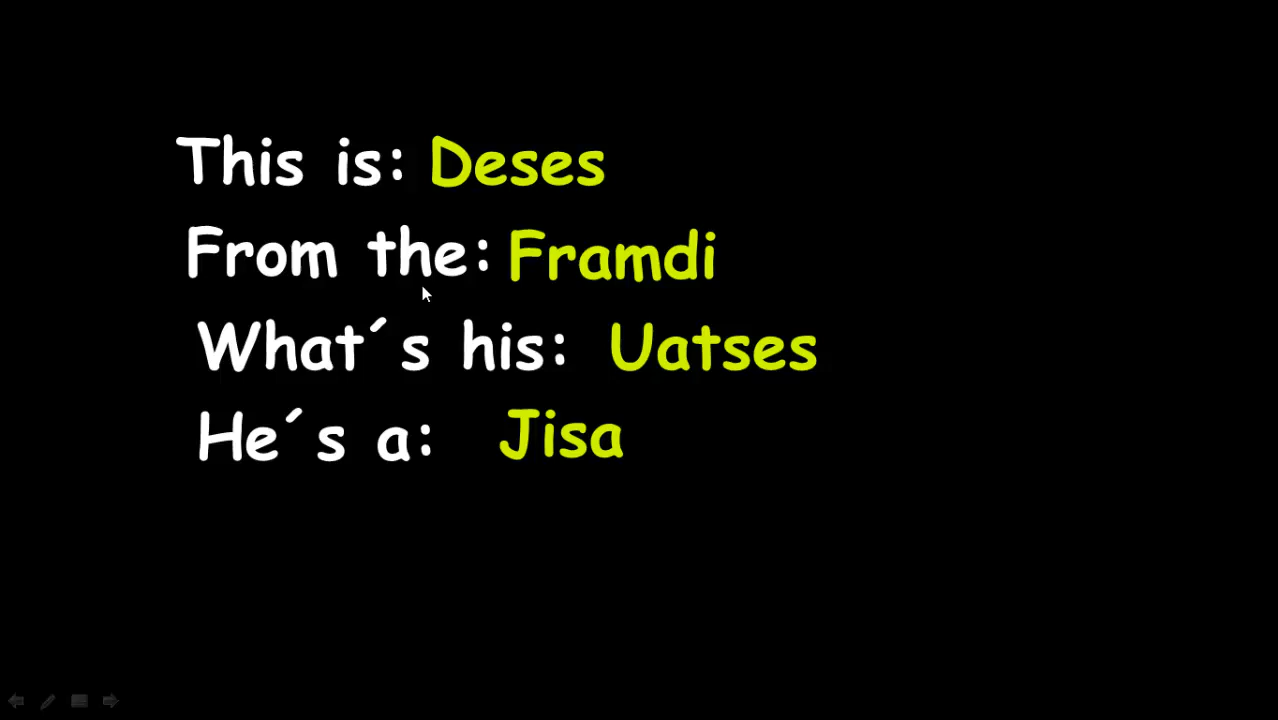 This is: Deses
From the: Framdi
What´s his: Uatses
He´s a: Jisa